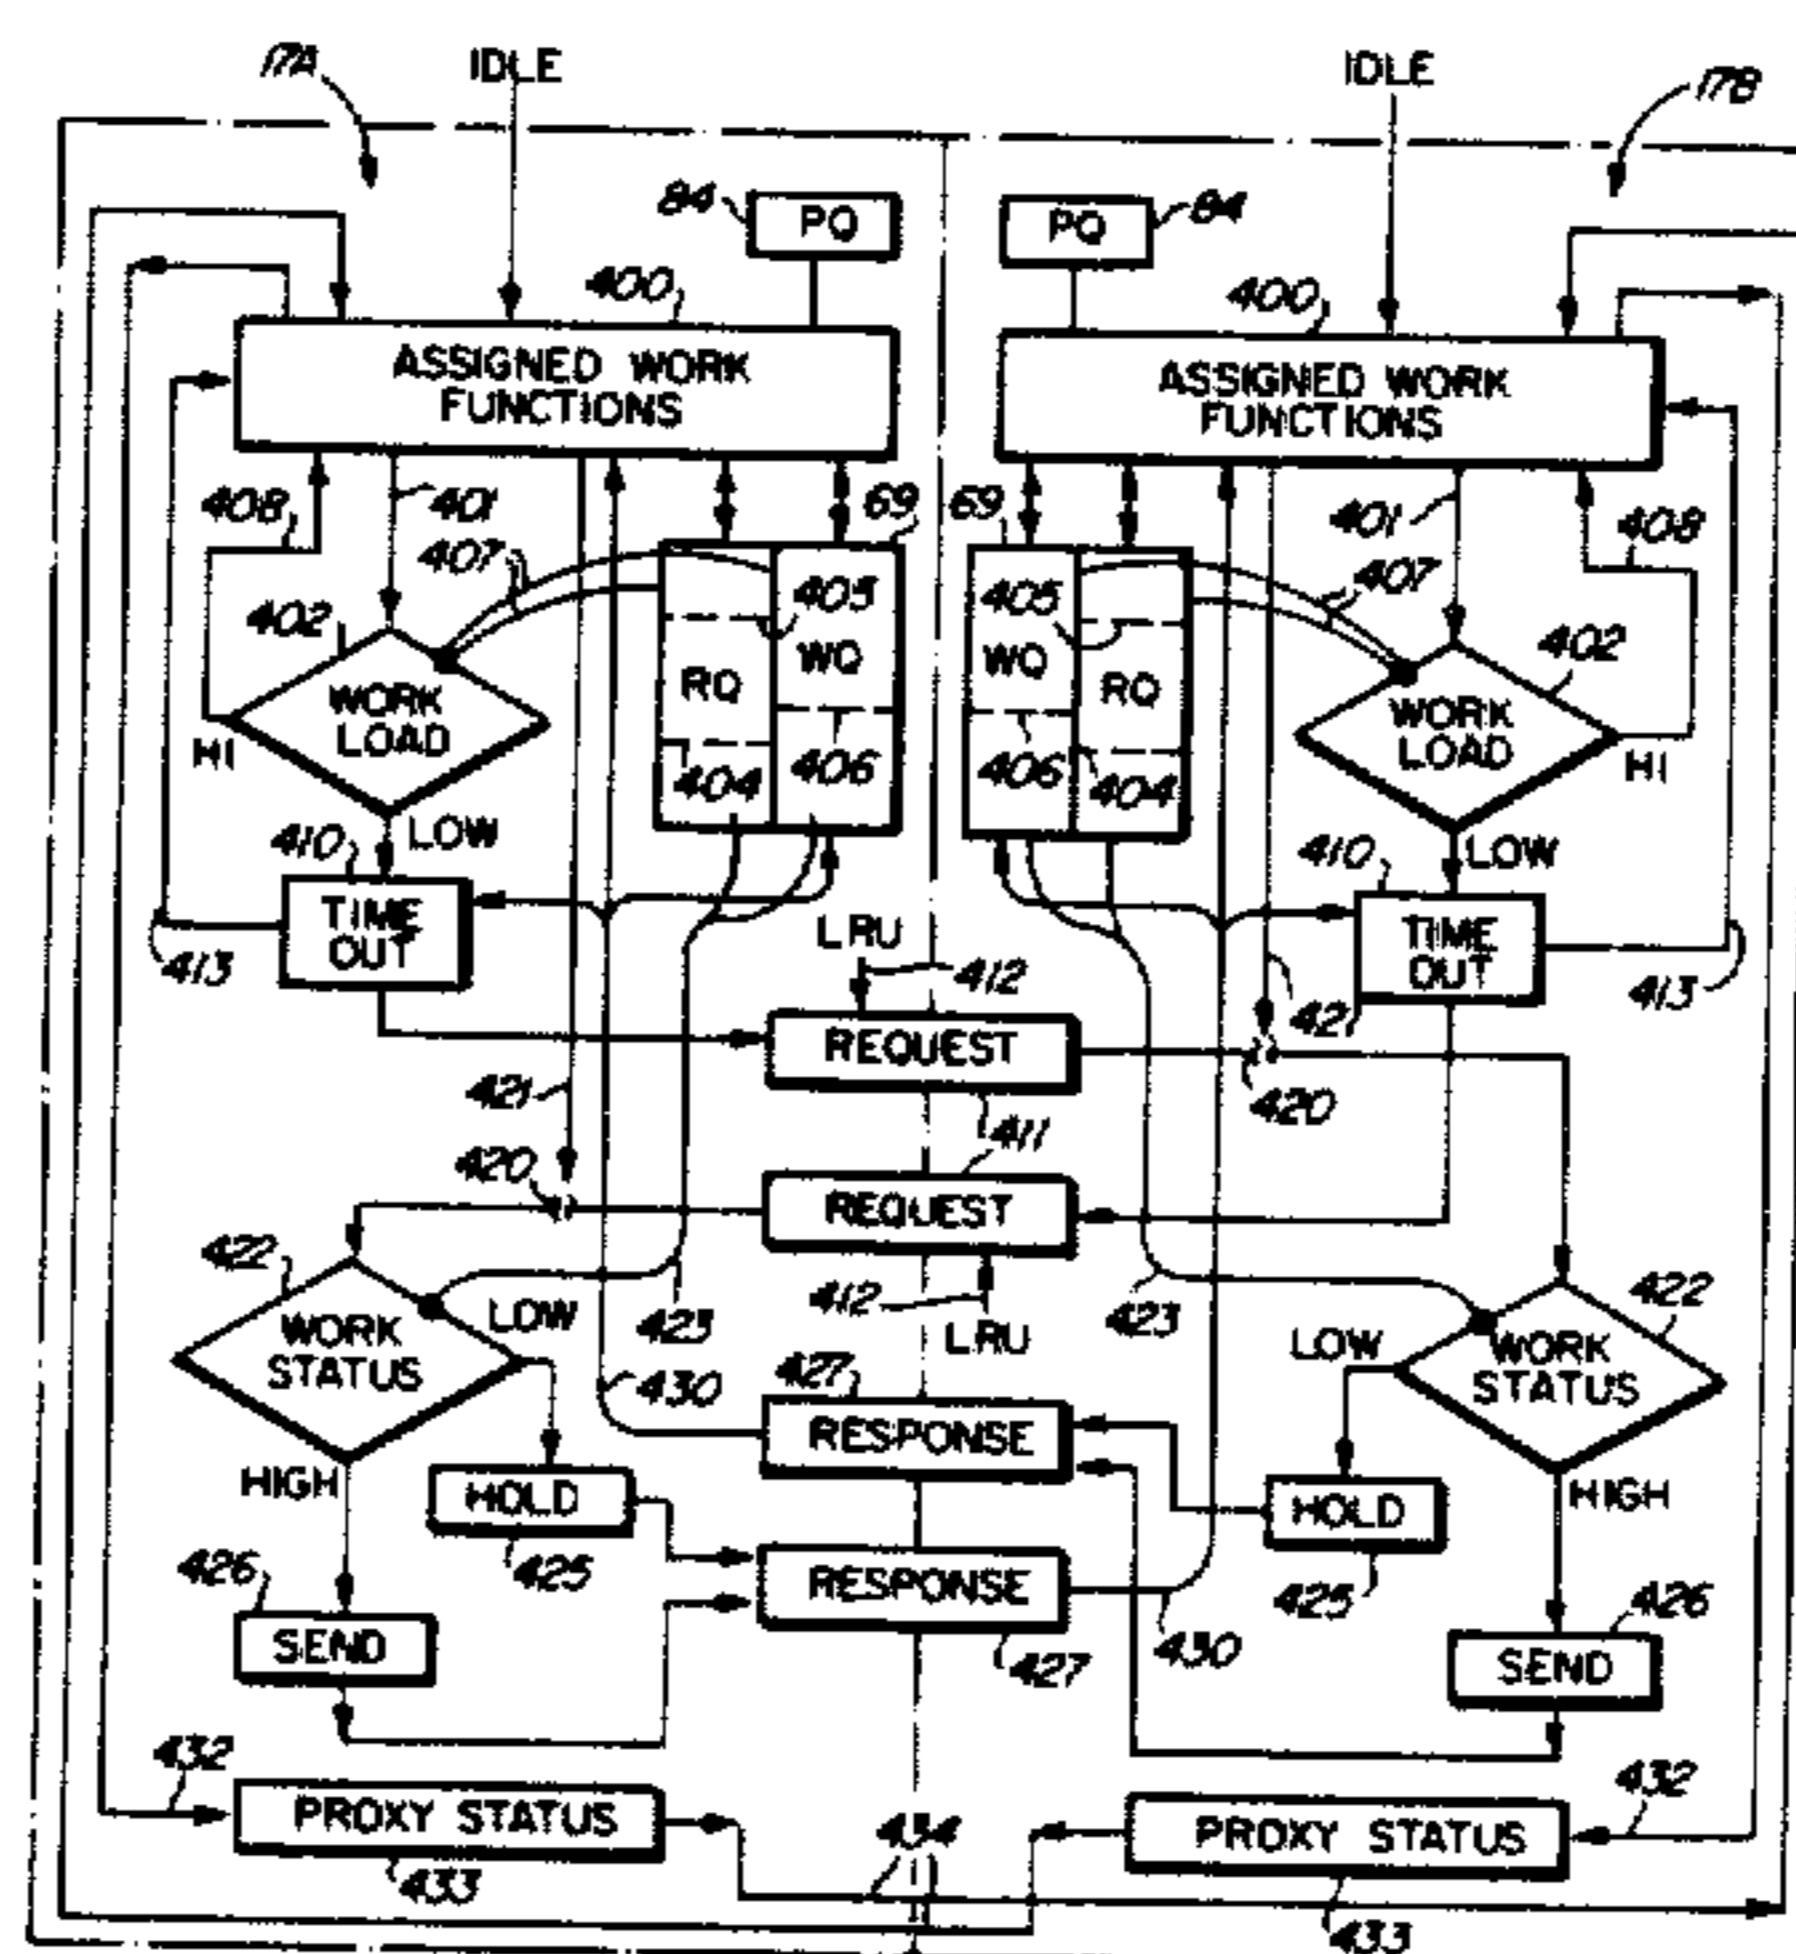 17A IDLE IDLE 17B
84 PQ PQ 84
400 400
ASSIGNED WORK
FUNCTIONS
ASSIGNED WORK
FUNCTIONS
408 401 69 69 401 408
407 407
402 405 405 402
RQ WQ WQ RQ
WORK
LOAD
WORK
LOAD
HI 404 406 406 404 HI
410 LOW 410 LOW
TIME
OUT
TIME
OUT
LRU
413 412 421 413
REQUEST
421 411 420
420
REQUEST
422 412 422
LOW 423 LRU 423 LOW
WORK
STATUS
WORK
STATUS
430 427
RESPONSE
HIGH HOLD HOLD HIGH
425 425
426 RESPONSE 426
SEND 427 430 SEND
432 432
PROXY STATUS 434 PROXY STATUS
433 433